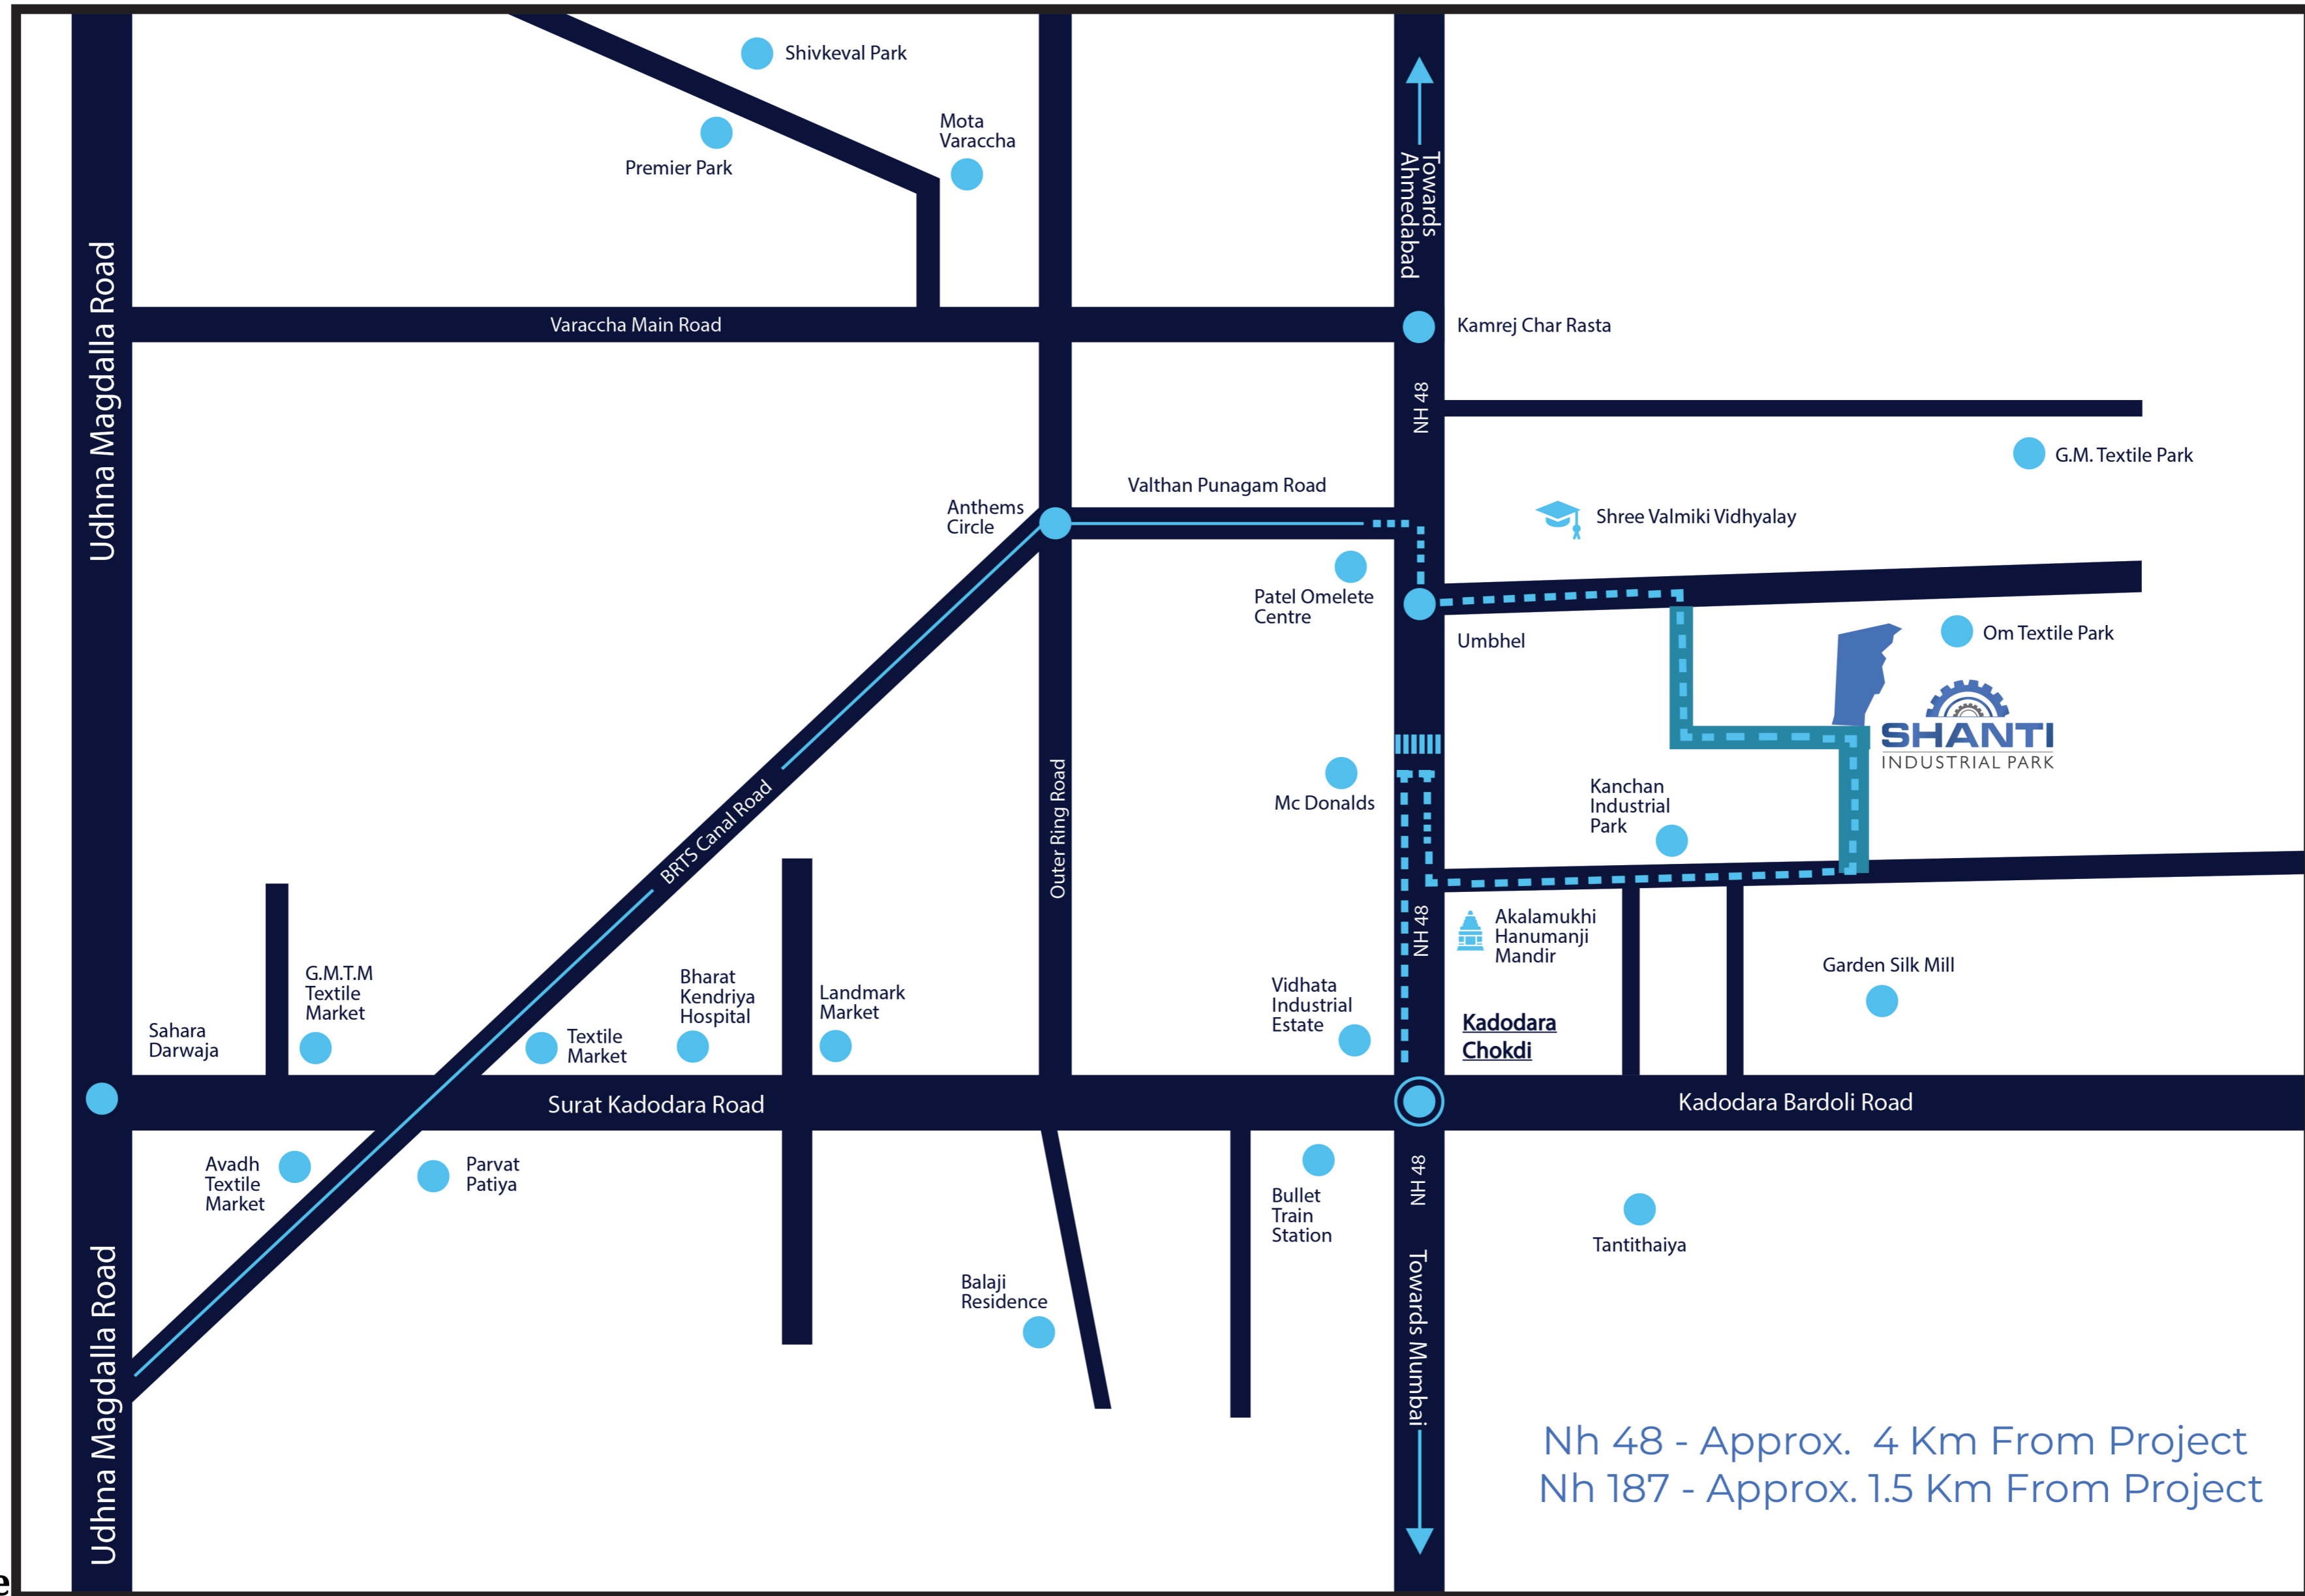 Shivkeval Park
Mota
Varaccha
Premier Park
Towards
Ahmedabad
Udhna Magdalla Road
Varaccha Main Road
Kamrej Char Rasta
NH 48
G.M. Textile Park
Valthan Punagam Road
Anthems
Circle
Shree Valmiki Vidhyalay
Patel Omelete
Centre
Umbhel
Om Textile Park
SHANTI
INDUSTRIAL PARK
Mc Donalds
Kanchan
Industrial
Park
BRTS Canal Road
Outer Ring Road
NH 48
Akalamukhi
Hanumanji
Mandir
Garden Silk Mill
G.M.T.M
Textile
Market
Bharat
Kendriya
Hospital
Landmark
Market
Vidhata
Industrial
Estate
Kadodara
Chokdi
Sahara
Darwaja
Textile
Market
Surat Kadodara Road
Kadodara Bardoli Road
Avadh
Textile
Market
Parvat
Patiya
NH 48
Bullet
Train
Station
Tantithaiya
Balaji
Residence
Udhna Magdalla Road
Towards Mumbai
Nh 48 - Approx. 4 Km From Project
Nh 187 - Approx. 1.5 Km From Project
e